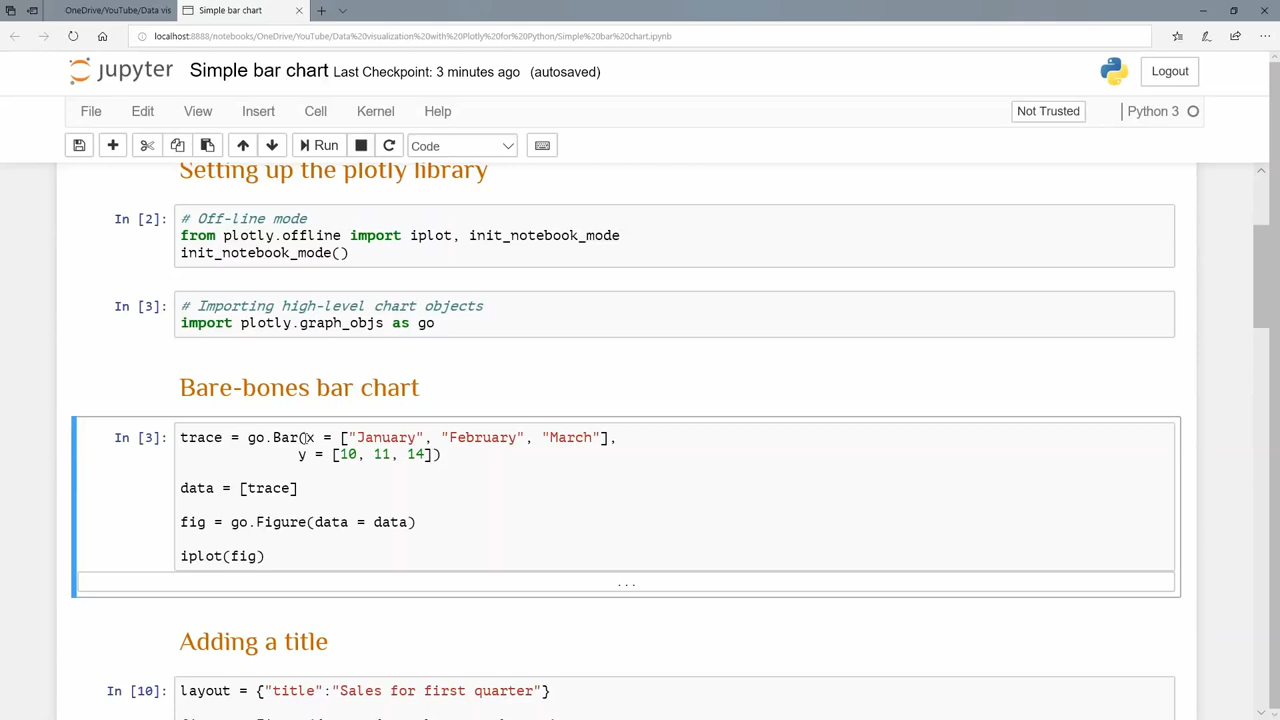 OneDrive/YouTube/Data vis
Simple bar chart
localhost:8888/notebooks/OneDrive/YouTube/Data%20visualization%20with%20Plotly%20for%20Python/Simple%20bar%20chart.ipynb
jupyter Simple bar chart Last Checkpoint: 3 minutes ago (autosaved) Logout
File Edit View Insert Cell Kernel Help Not Trusted Python 3
Run Code
Setting up the plotly library
In [2]: # Off-line mode
from plotly.offline import iplot, init_notebook_mode
init_notebook_mode()
In [3]: # Importing high-level chart objects
import plotly.graph_objs as go
Bare-bones bar chart
In [3]: trace = go.Bar(x = ["January", "February", "March"],
y = [10, 11, 14])
data = [trace]
fig = go.Figure(data = data)
iplot(fig)
...
Adding a title
In [10]: layout = {"title":"Sales for first quarter"}